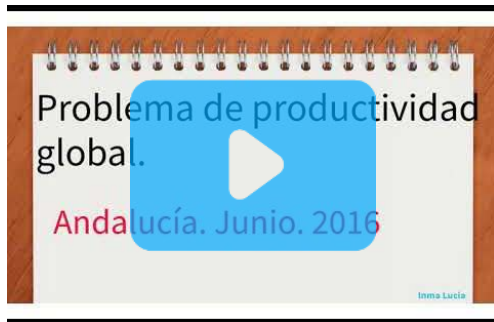 Problema de productividad
global.
Andalucía. Junio. 2016
Inma Lucía